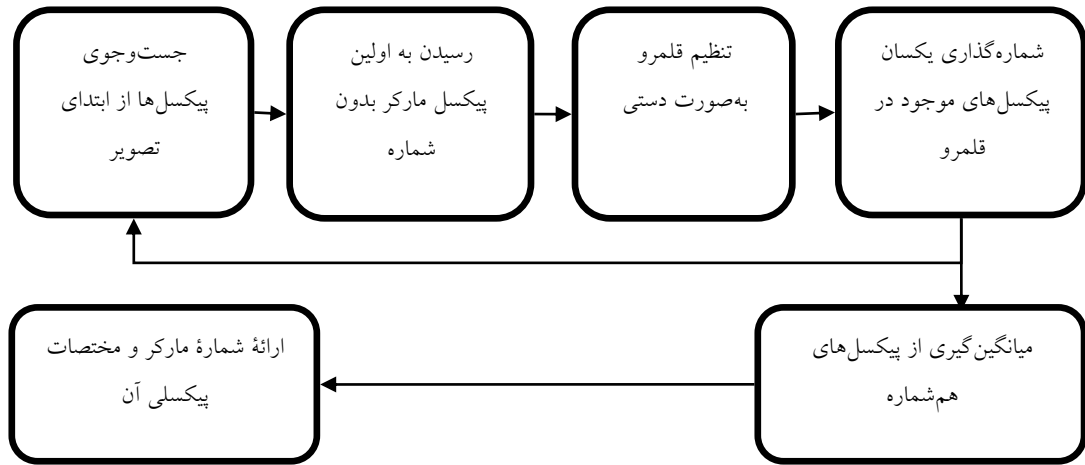 جست‌وجوی
پیکسل‌ها از ابتدای
تصویر
رسیدن به اولین
پیکسل مارکر بدون
شماره
تنظیم قلمرو
به‌صورت دستی
شماره‌گذاری یکسان
پیکسل‌های موجود در
قلمرو
میانگین‌گیری از پیکسل‌های
هم‌شماره
ارائهٔ شمارهٔ مارکر و مختصات
پیکسلی آن